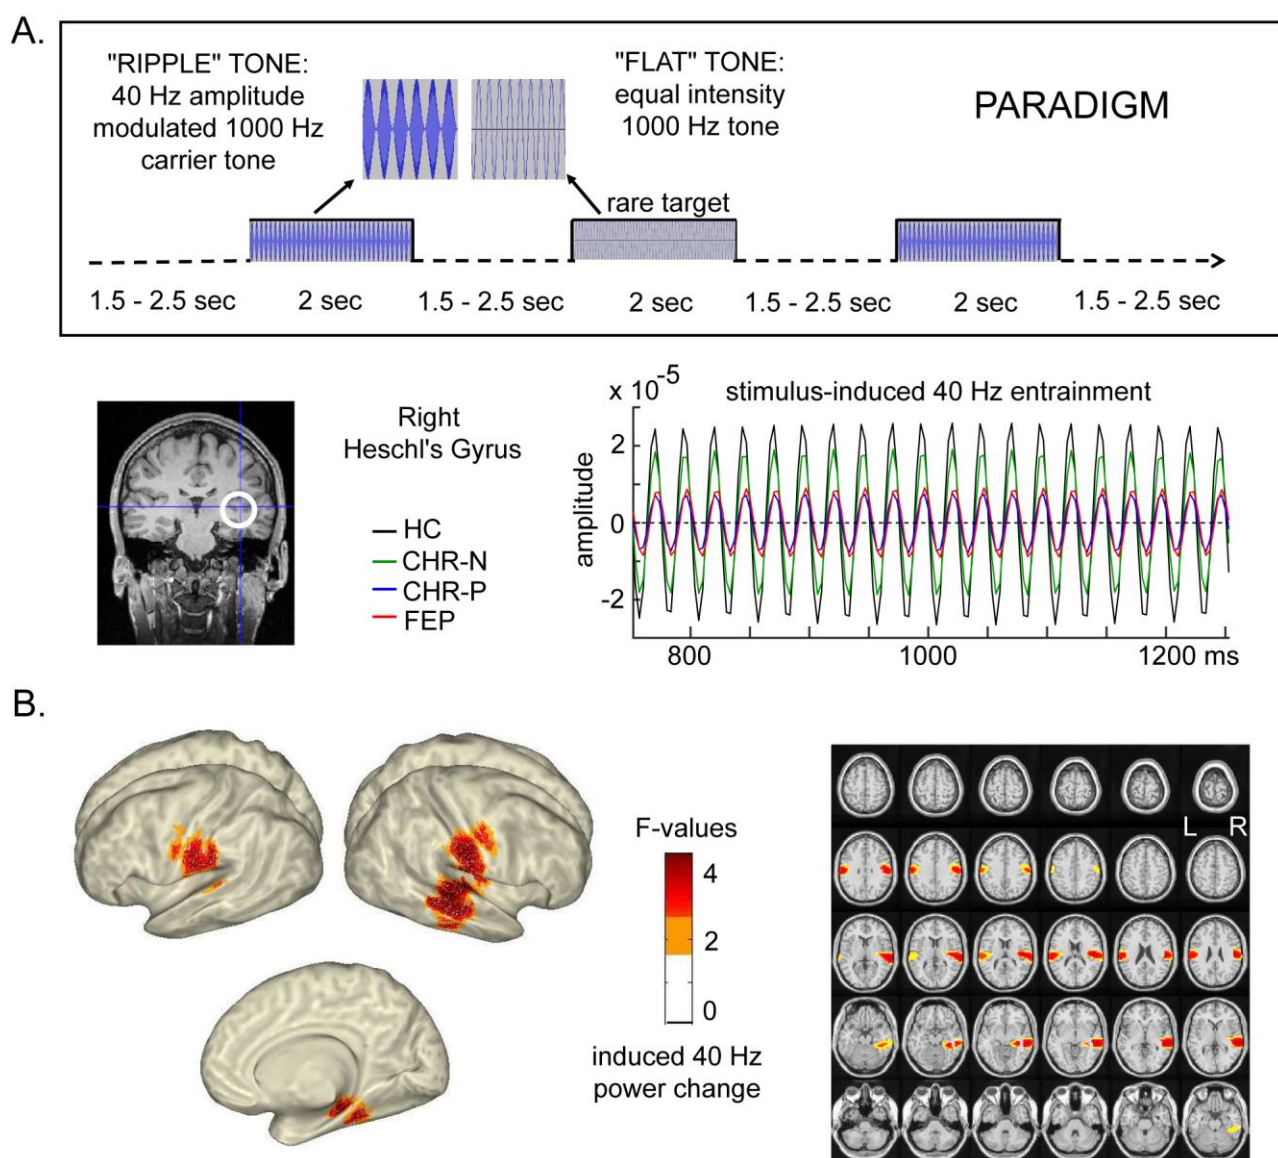 A.
"RIPPLE" TONE:
40 Hz amplitude
modulated 1000 Hz
carrier tone
"FLAT" TONE:
equal intensity
1000 Hz tone
PARADIGM
rare target
1.5 - 2.5 sec
2 sec
1.5 - 2.5 sec
2 sec
1.5 - 2.5 sec
2 sec
1.5 - 2.5 sec
Right
Heschl's Gyrus
HC
CHR-N
CHR-P
FEP
x 10-5
stimulus-induced 40 Hz entrainment
amplitude
2
0
-2
800
1000
1200 ms
B.
F-values
4
2
0
induced 40 Hz
power change
L R